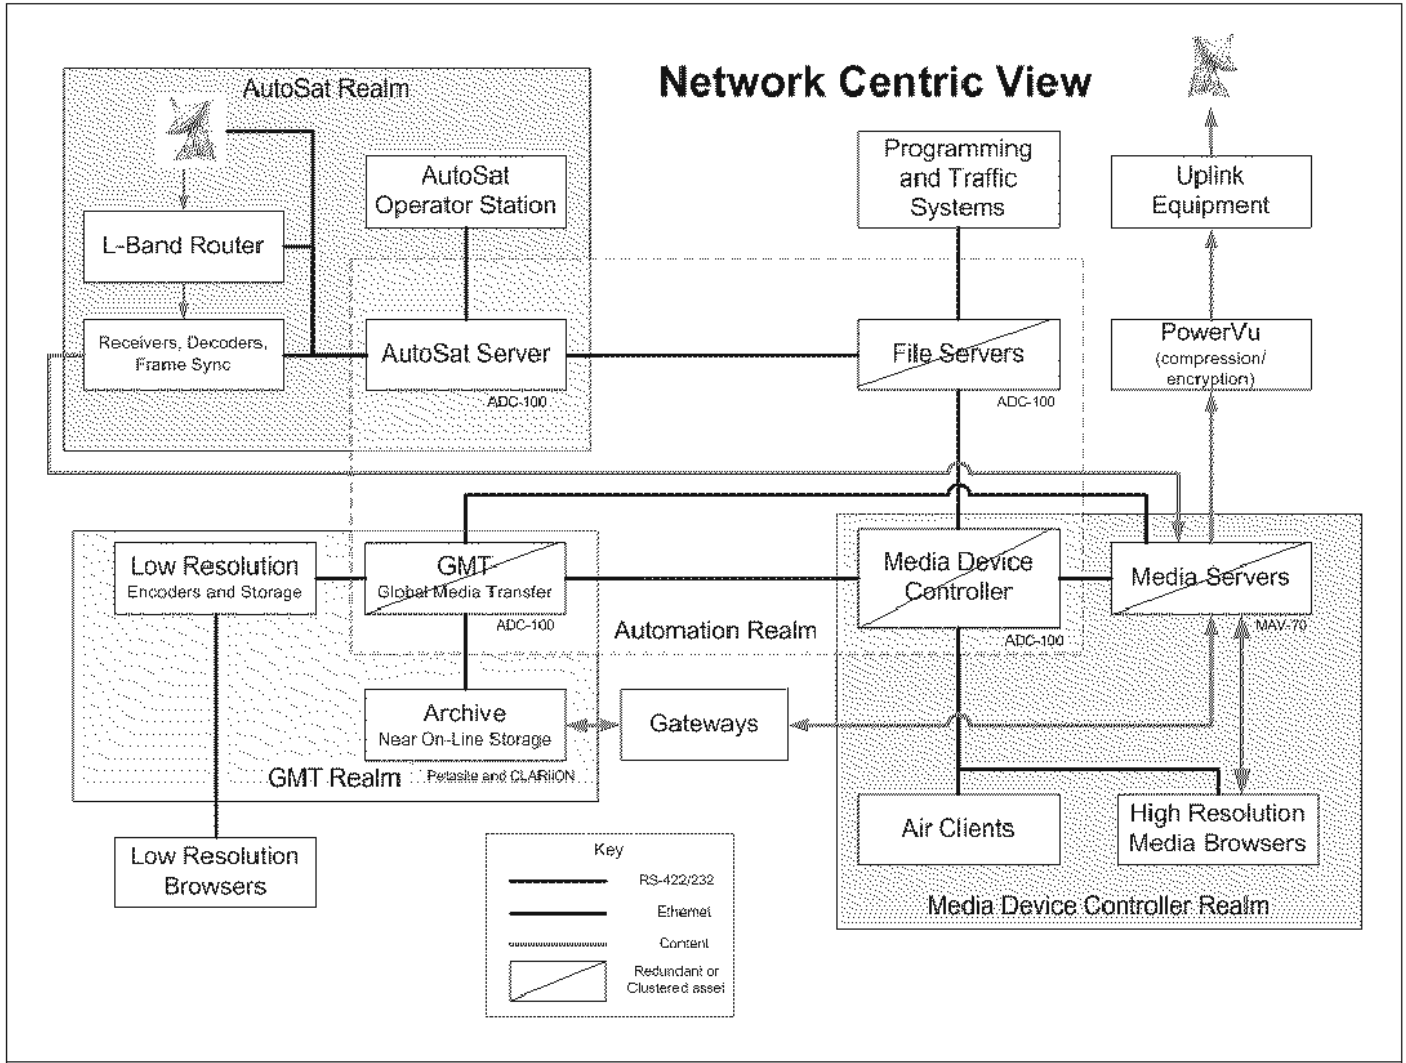 Network Centric View
AutoSat Realm
AutoSat
Operator Station
L-Band Router
Receivers, Decoders,
Frame Sync
AutoSat Server
ADC-100
Programming
and Traffic
Systems
File Servers
ADC-100
Uplink
Equipment
PowerVu
(compression/
encryption)
Low Resolution
Encoders and Storage
GMT
Global Media Transfer
ADC-100
Automation Realm
Media Device
Controller
ADC-100
Media Servers
MAV-70
Archive
Near On-Line Storage
Petasite and CLARiiON
GMT Realm
Gateways
Low Resolution
Browsers
Air Clients
High Resolution
Media Browsers
Media Device Controller Realm
Key
RS-422/232
Ethernet
Content
Redundant or
Clustered asset